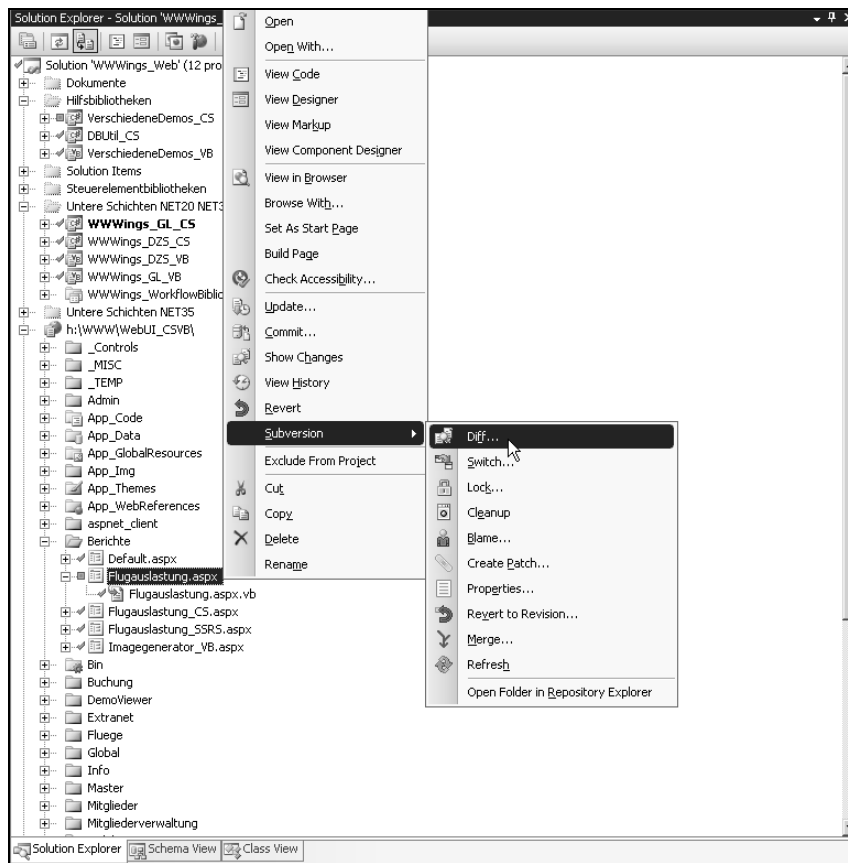 Solution Explorer - Solution 'WWWings_
Solution 'WWWings_Web' (12 pro
Dokumente
Hilfsbibliotheken
VerschiedeneDemos_CS
DBUtil_CS
VerschiedeneDemos_VB
Solution Items
Steuerelementbibliotheken
Untere Schichten NET20 NET3
WWWings_GL_CS
WWWings_DZS_CS
WWWings_DZS_VB
WWWings_GL_VB
WWWings_WorkflowBiblic
Untere Schichten NET35
h:\WWW\WebUI_CSVB\
_Controls
_MISC
_TEMP
Admin
App_Code
App_Data
App_GlobalResources
App_Img
App_Themes
App_WebReferences
aspnet_client
Berichte
Default.aspx
Flugauslastung.aspx
Flugauslastung.aspx.vb
Flugauslastung_CS.aspx
Flugauslastung_SSRS.aspx
Imagegenerator_VB.aspx
Bin
Buchung
DemoViewer
Extranet
Fluege
Global
Info
Master
Mitglieder
Mitgliederverwaltung
Open
Open With...
View Code
View Designer
View Markup
View Component Designer
View in Browser
Browse With...
Set As Start Page
Build Page
Check Accessibility...
Update...
Commit...
Show Changes
View History
Revert
Subversion
Exclude From Project
Cut
Copy
Delete
Rename
Diff...
Switch...
Lock...
Cleanup
Blame...
Create Patch...
Properties...
Revert to Revision...
Merge...
Refresh
Open Folder in Repository Explorer
Solution Explorer
Schema View
Class View